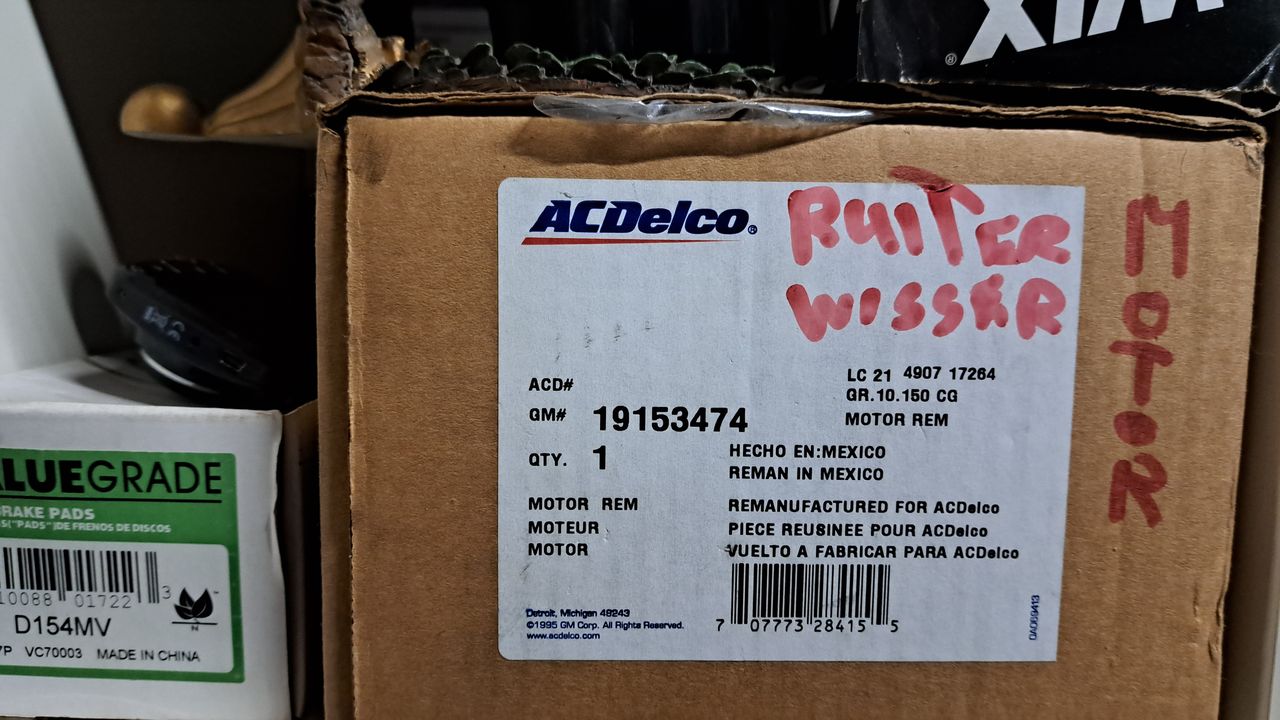 WIX
®
ACDelco®
RUITER
WISSER
MOTOR
ACD#
GM# 19153474
QTY. 1
LC 21 4907 17264
GR.10.150 CG
MOTOR REM
HECHO EN:MEXICO
REMAN IN MEXICO
MOTOR REM
MOTEUR
MOTOR
REMANUFACTURED FOR ACDelco
PIECE REUSINEE POUR ACDelco
VUELTO A FABRICAR PARA ACDelco
Detroit, Michigan 48243
©1995 GM Corp. All Rights Reserved.
www.acdelco.com
7 07773 28415 5
LUEGRADE
RAKE PADS
S("PADS")DE FRENOS DE DISCOS
10088 01722 3
D154MV
7P VC70003 MADE IN CHINA